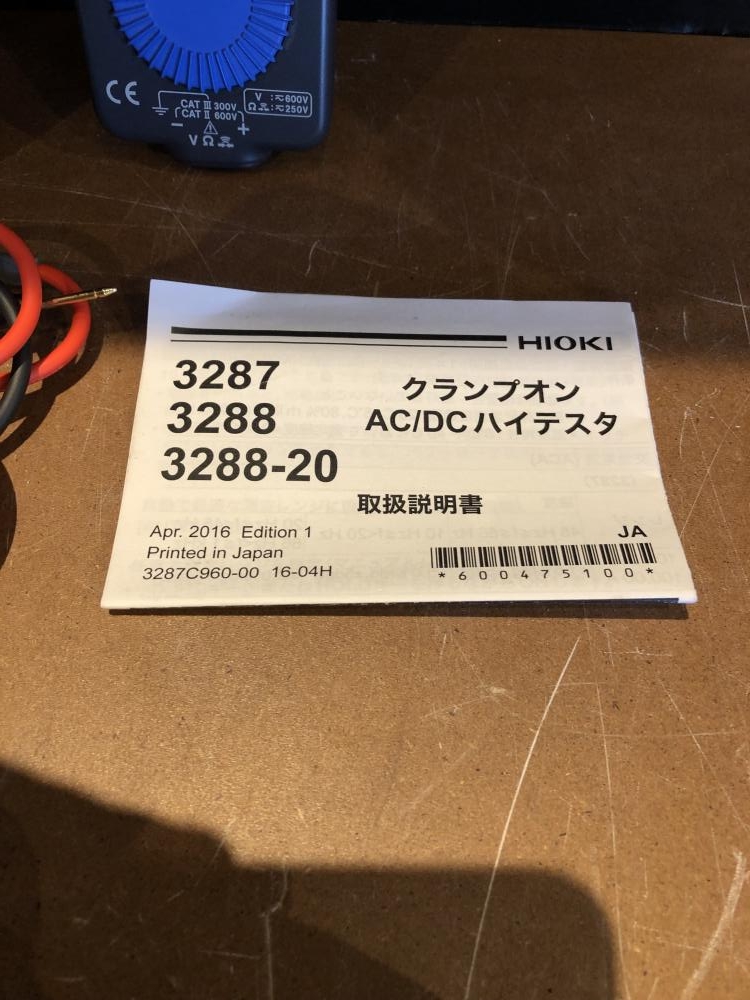 CE
CAT III 300V
CAT II 600V
V : ≂600V
Ω : ≂250V
− ⚠ +
V Ω
HIOKI
3287
3288
3288-20
クランプオン
AC/DC ハイテスタ
取扱説明書
Apr. 2016 Edition 1
Printed in Japan
3287C960-00 16-04H
JA
*600475100*